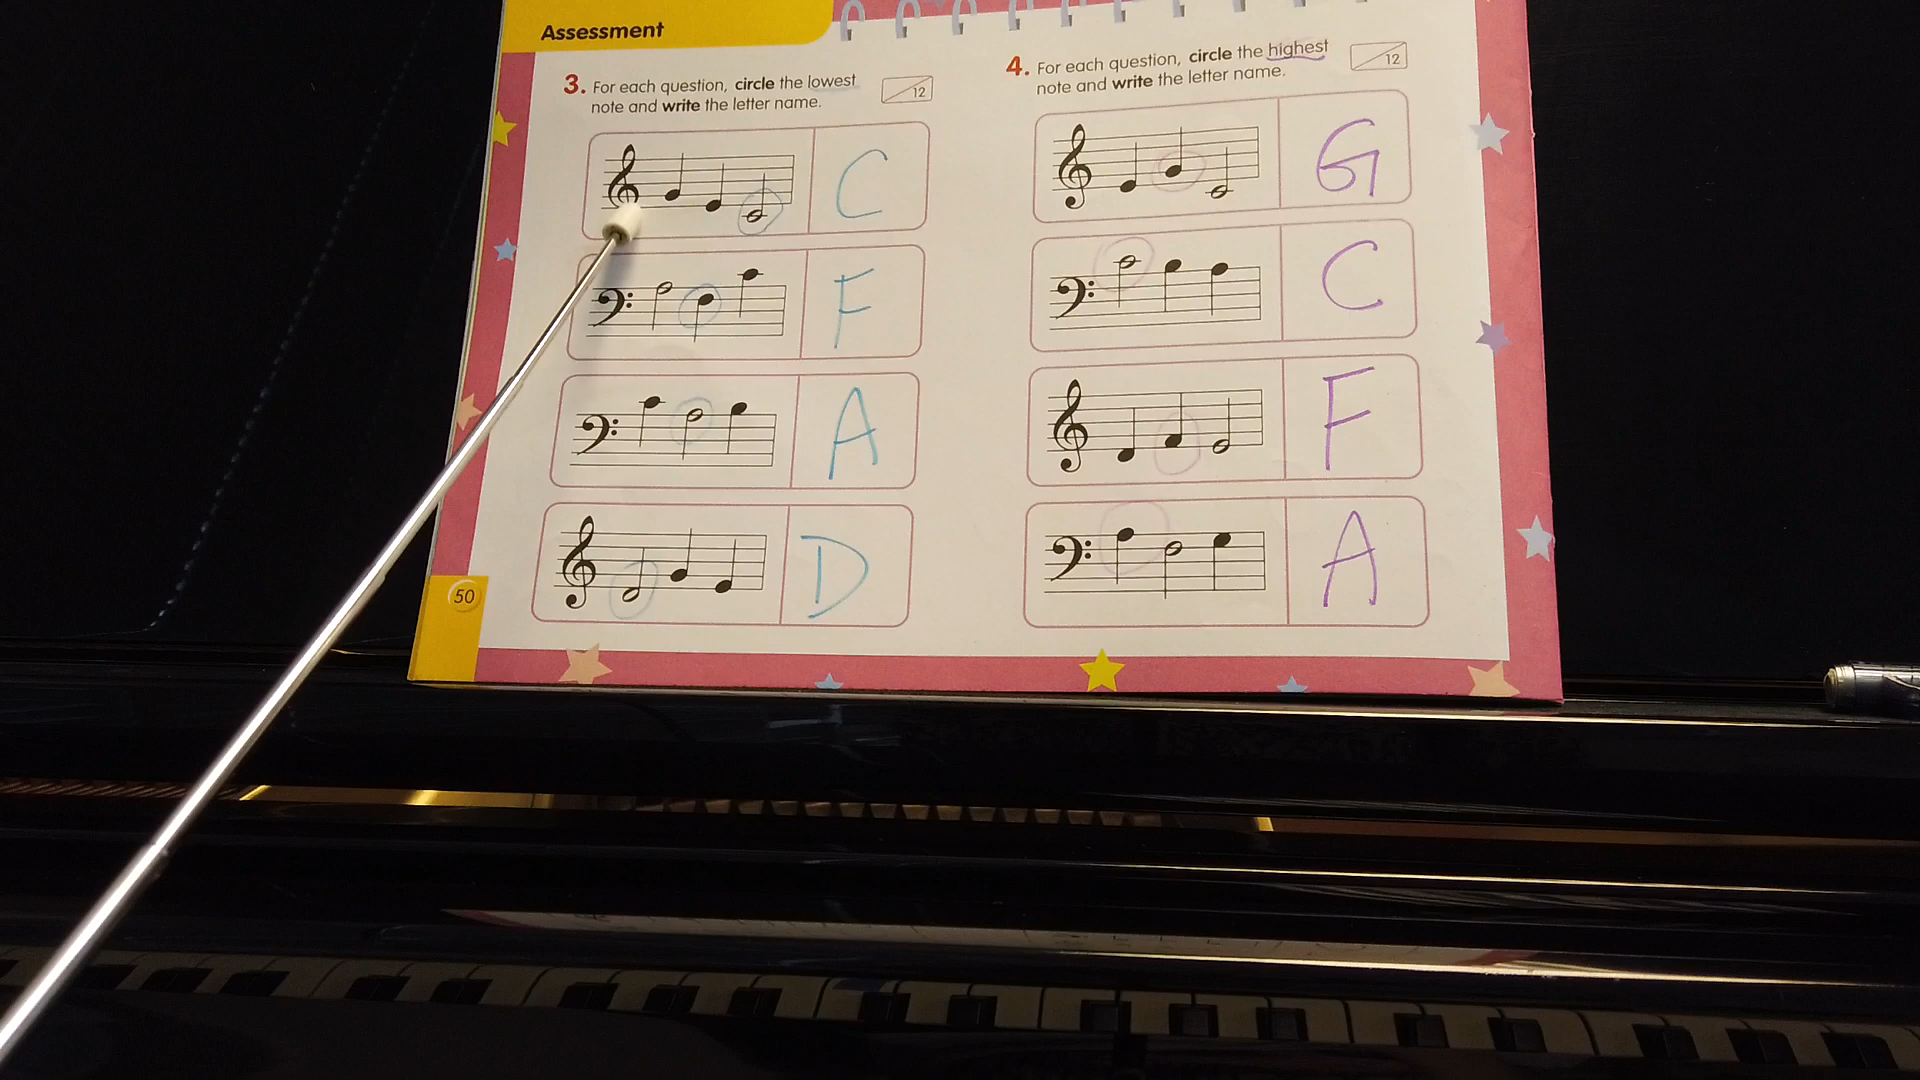 Assessment
3. For each question, circle the lowest
note and write the letter name.
12
C
F
A
D
50
4. For each question, circle the highest
note and write the letter name.
12
G
C
F
A